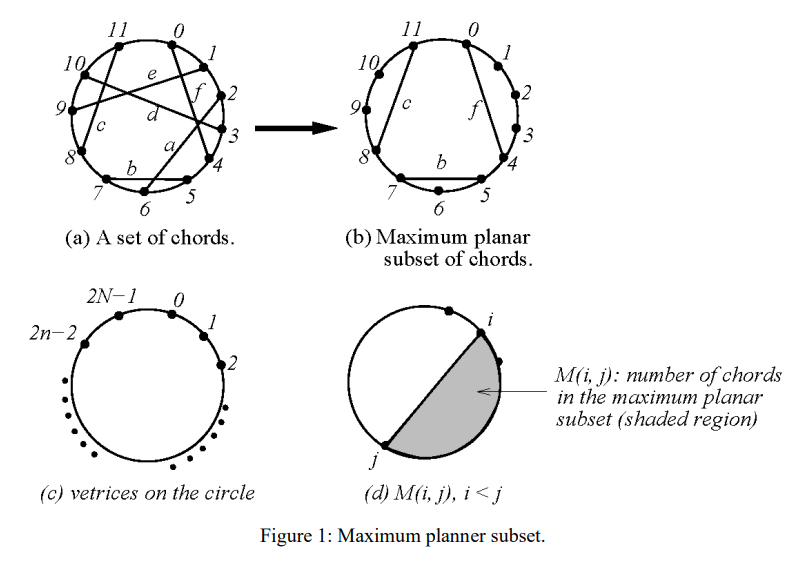 11 0
10 1
e
9 d f 2
c a 3
8 b 4
7 5
6
(a) A set of chords.
11 0
10 1
9 c f 2
3
8 b 4
7 5
6
(b) Maximum planar
subset of chords.
2N−1 0
2n−2 1
2
(c) vetrices on the circle
i
j
M(i, j): number of chords
in the maximum planar
subset (shaded region)
(d) M(i, j), i < j
Figure 1: Maximum planner subset.